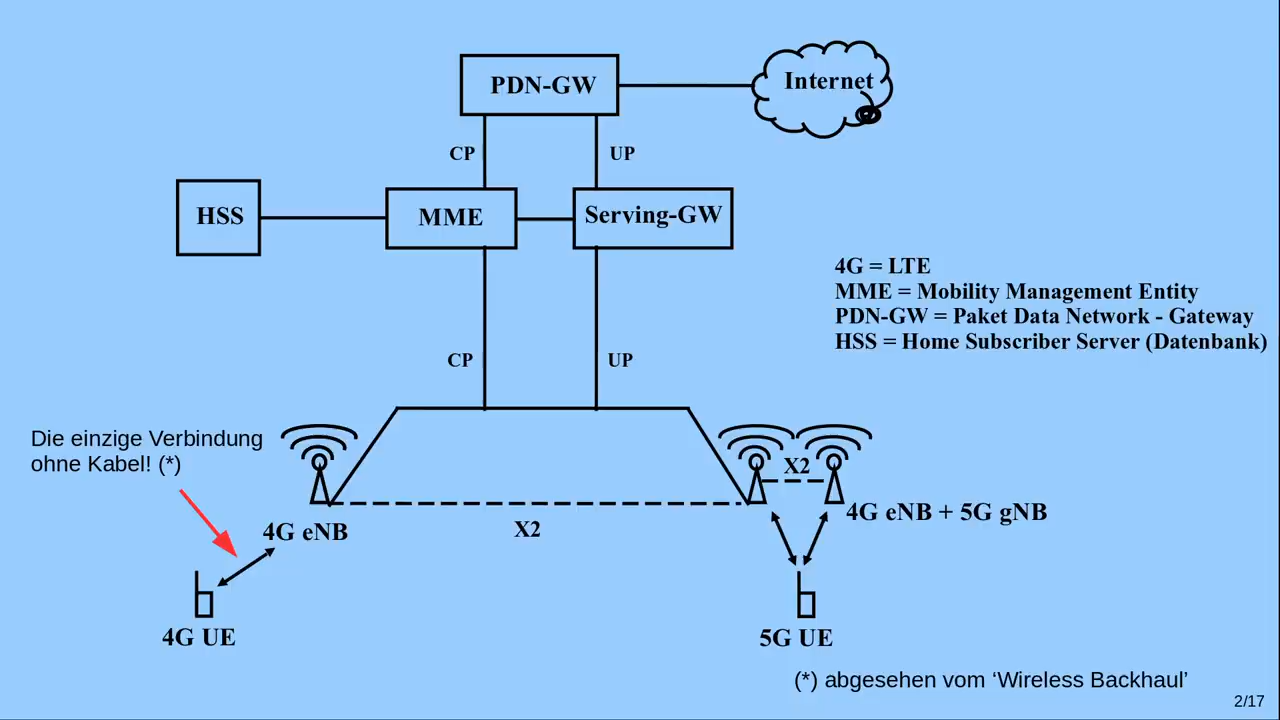 PDN-GW
Internet
CP
UP
HSS
MME
Serving-GW
4G = LTE
MME = Mobility Management Entity
PDN-GW = Paket Data Network - Gateway
HSS = Home Subscriber Server (Datenbank)
CP
UP
Die einzige Verbindung
ohne Kabel! (*)
X2
4G eNB + 5G gNB
4G eNB
X2
4G UE
5G UE
(*) abgesehen vom ‘Wireless Backhaul’
2/17